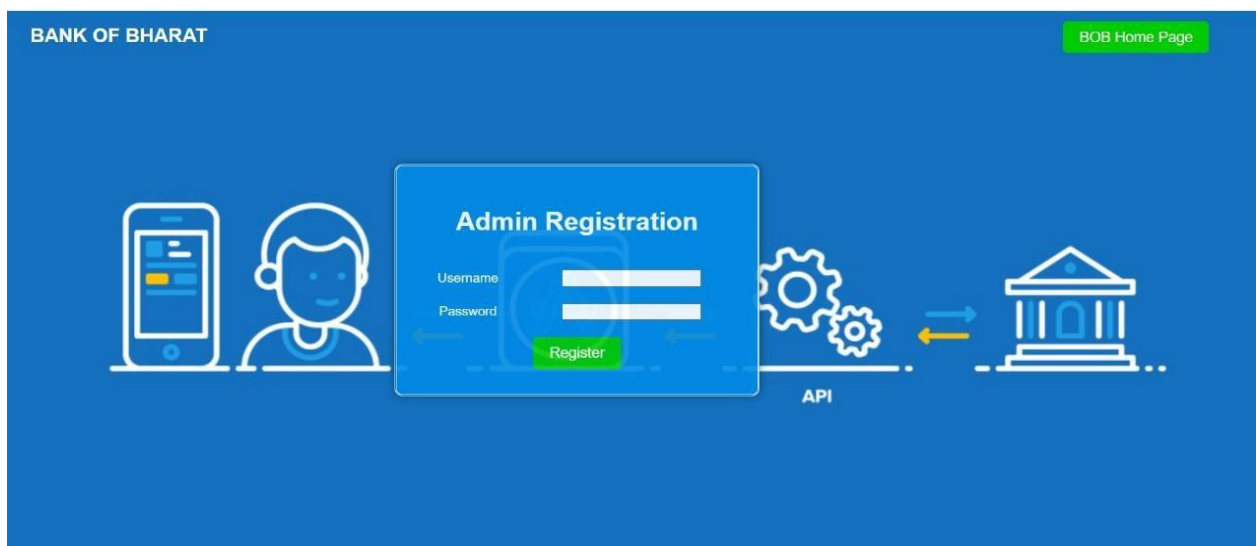 BANK OF BHARAT
BOB Home Page
Admin Registration
Username
Password
Register
API